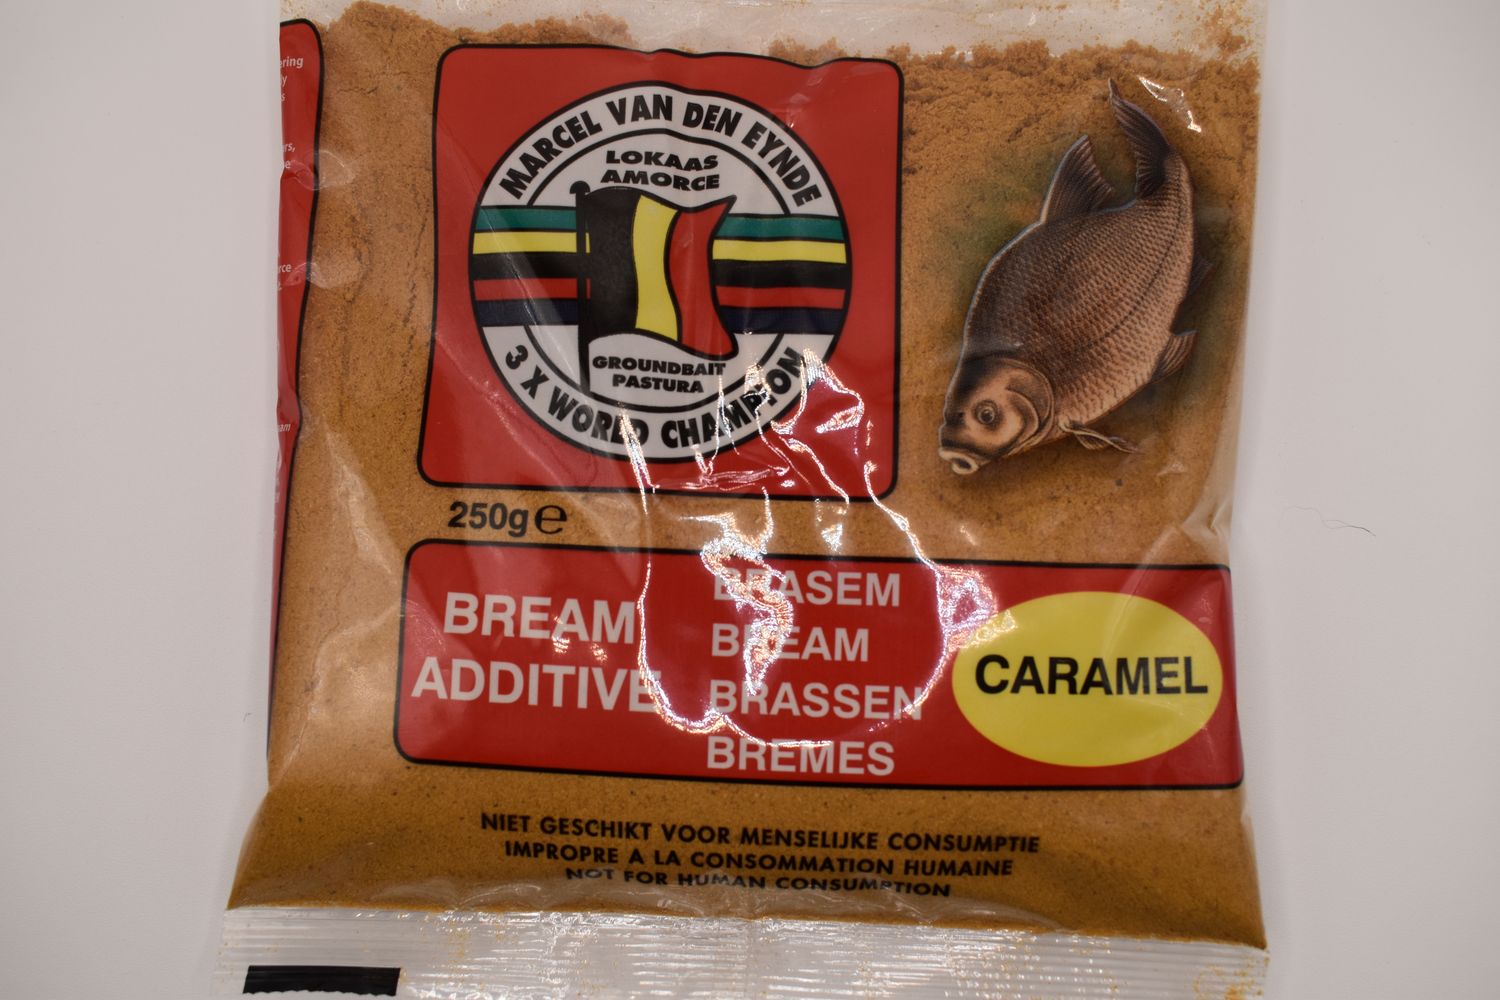 MARCEL VAN DEN EYNDE
LOKAAS
AMORCE
GROUNDBAIT
PASTURA
3 X WORLD CHAMPION
250g e
BREAM
ADDITIVE
BRASEM
BREAM
BRASSEN
BREMES
CARAMEL
NIET GESCHIKT VOOR MENSELIJKE CONSUMPTIE
IMPROPRE A LA CONSOMMATION HUMAINE
NOT FOR HUMAN CONSUMPTION